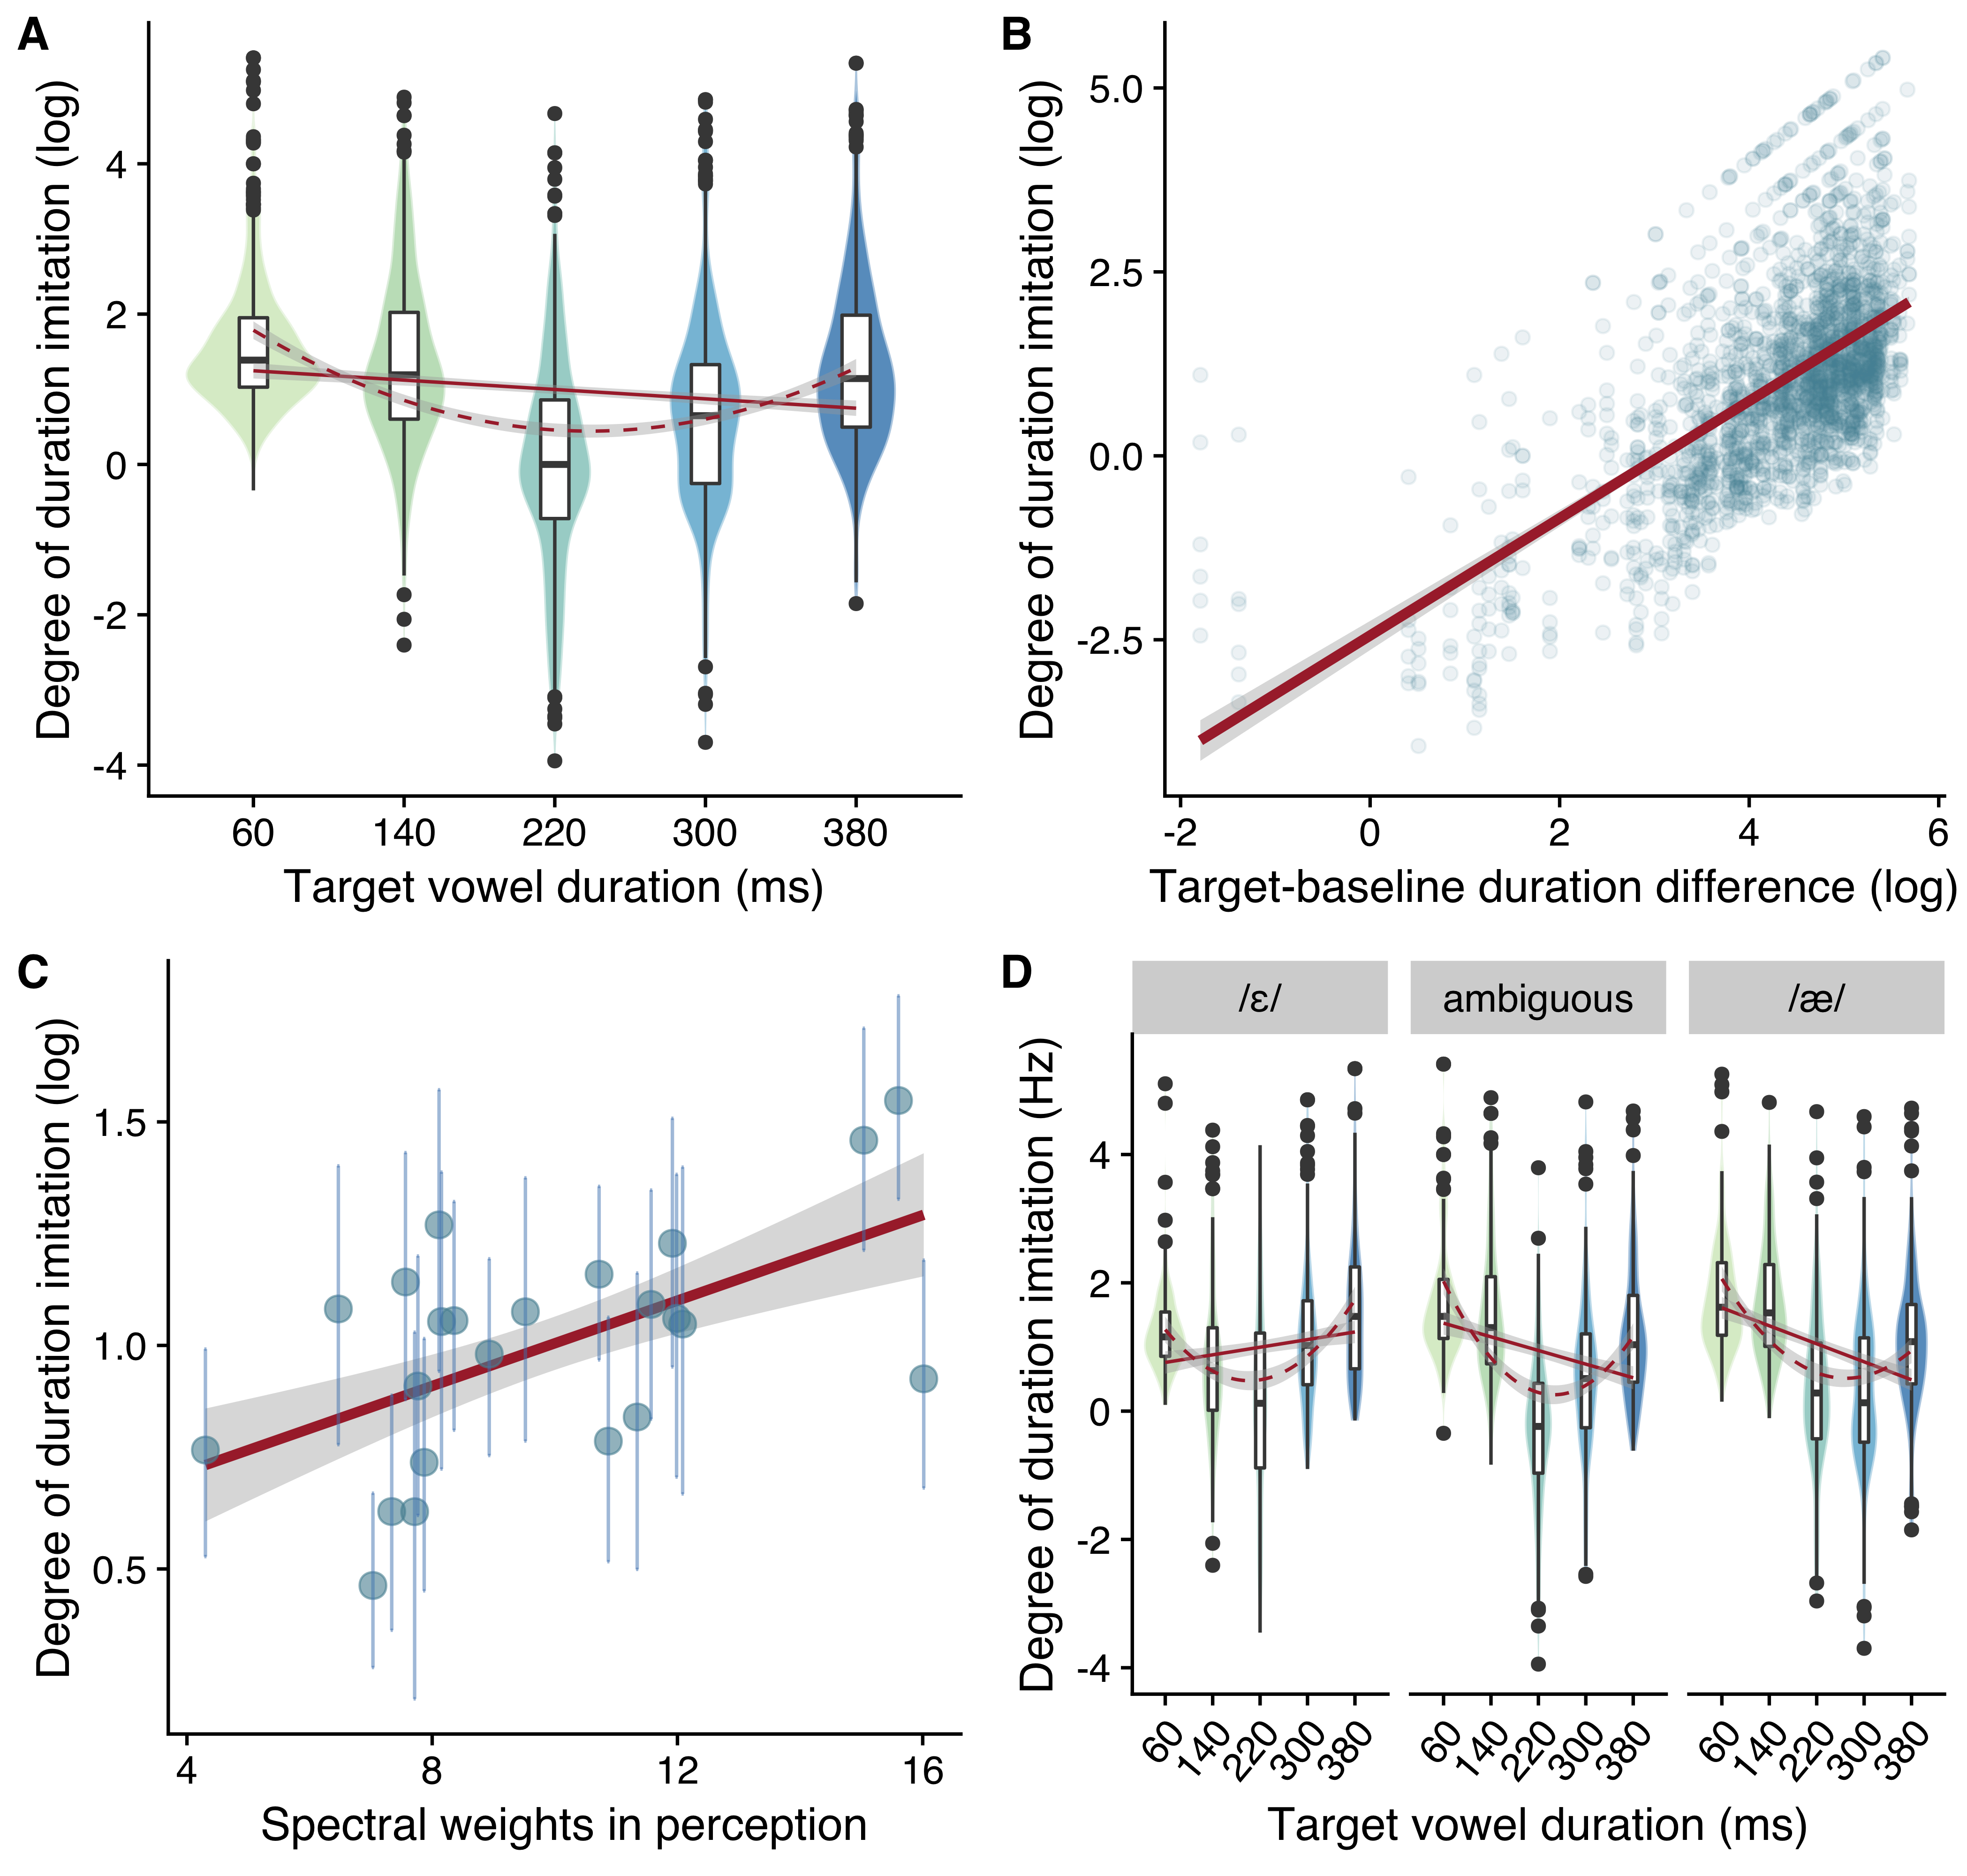 A
Degree of duration imitation (log)
4
2
0
-2
-4
60 140 220 300 380
Target vowel duration (ms)
B
Degree of duration imitation (log)
5.0
2.5
0.0
-2.5
-2 0 2 4 6
Target-baseline duration difference (log)
C
Degree of duration imitation (log)
1.5
1.0
0.5
4 8 12 16
Spectral weights in perception
D
/ɛ/ ambiguous /æ/
Degree of duration imitation (Hz)
4
2
0
-2
-4
60 140 220 300 380 60 140 220 300 380 60 140 220 300 380
Target vowel duration (ms)